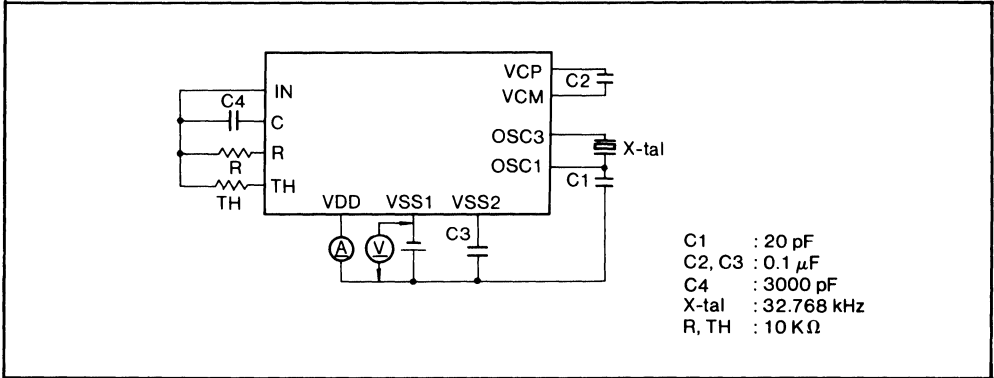 IN
C4
C
R
R
TH
TH
VDD
VSS1
VSS2
VCP
C2
VCM
OSC3
X-tal
OSC1
C1
A
V
C3
C1 : 20 pF
C2, C3 : 0.1 μF
C4 : 3000 pF
X-tal : 32.768 kHz
R, TH : 10 KΩ